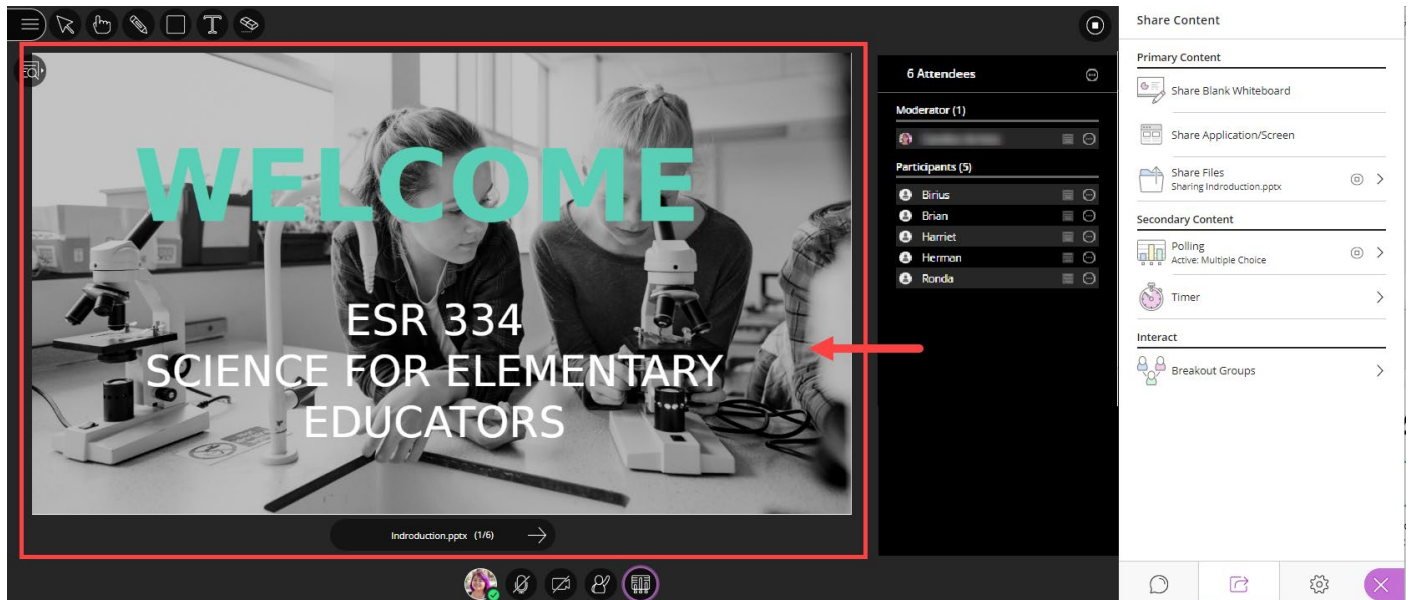 WELCOME
ESR 334
SCIENCE FOR ELEMENTARY
EDUCATORS
Indroduction.pptx (1/6)
6 Attendees
Moderator (1)
Participants (5)
Birius
Brian
Harriet
Herman
Ronda
Share Content
Primary Content
Share Blank Whiteboard
Share Application/Screen
Share Files
Sharing Indroduction.pptx
Secondary Content
Polling
Active: Multiple Choice
Timer
Interact
Breakout Groups